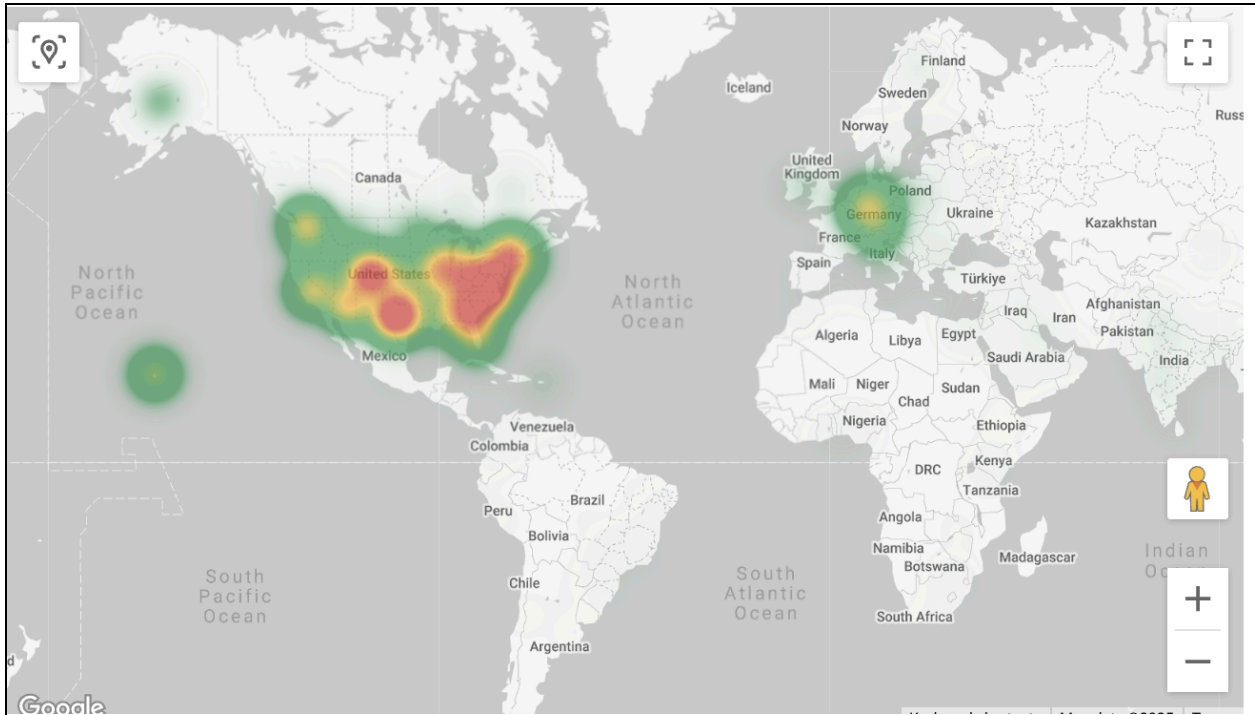 Finland
Iceland
Sweden
Russ
Norway
United
Kingdom
Canada
Poland
Germany
Ukraine
Kazakhstan
France
Italy
Spain
United States
North
Pacific
Ocean
North
Atlantic
Ocean
Türkiye
Afghanistan
Iraq
Iran
Pakistan
Algeria
Libya
Egypt
Saudi Arabia
India
Mexico
Mali
Niger
Sudan
Chad
Nigeria
Ethiopia
Venezuela
Colombia
DRC
Kenya
Tanzania
Brazil
Peru
Angola
Bolivia
Namibia
Botswana
Madagascar
Indian
South
Pacific
Ocean
South
Atlantic
Ocean
Chile
South Africa
Argentina
d
Google